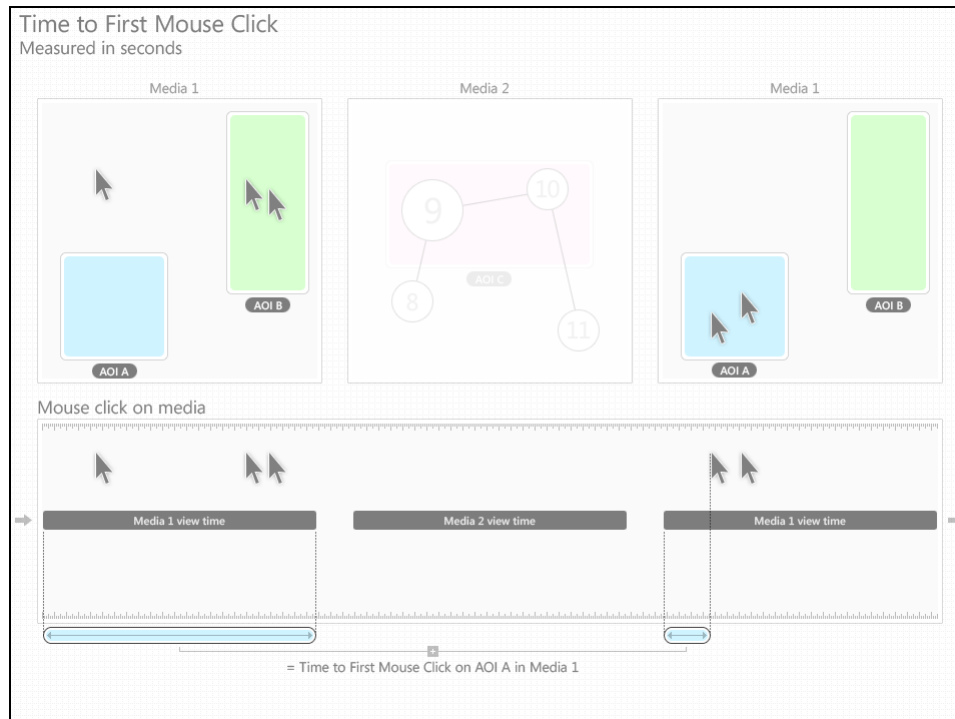 Time to First Mouse Click
Measured in seconds
Media 1
Media 2
Media 1
9
10
8
11
AOI C
AOI B
AOI A
AOI B
AOI A
Mouse click on media
Media 1 view time
Media 2 view time
Media 1 view time
+
= Time to First Mouse Click on AOI A in Media 1